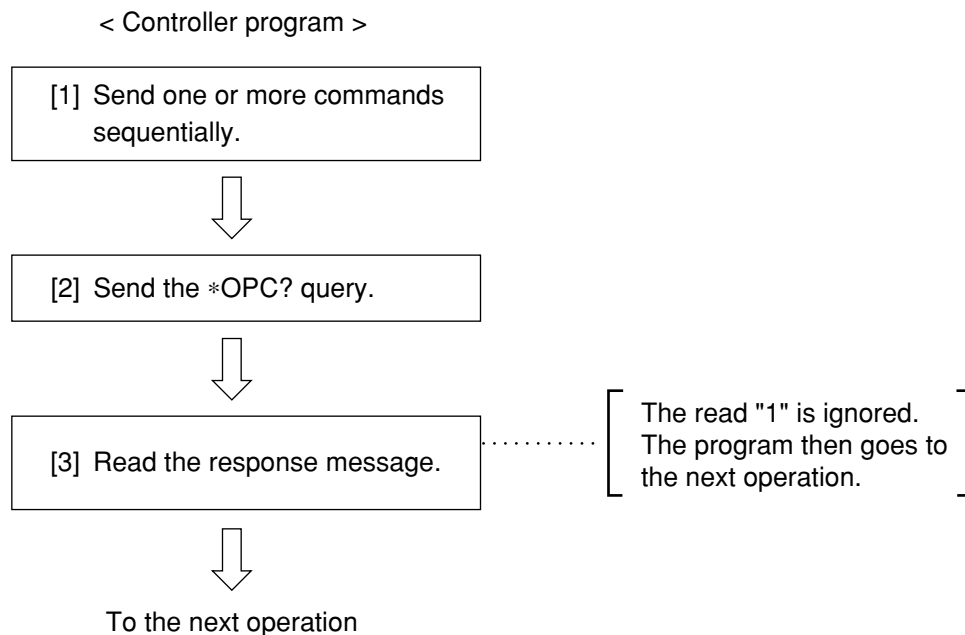 < Controller program >
[1] Send one or more commands
sequentially.
[2] Send the *OPC? query.
[3] Read the response message.
The read "1" is ignored.
The program then goes to
the next operation.
To the next operation